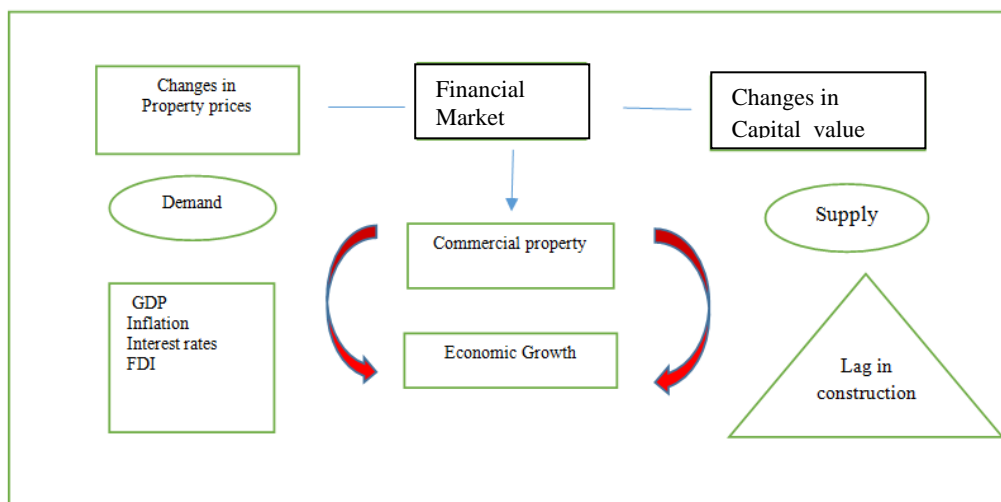 Changes in
Property prices
Financial
Market
Changes in
Capital value
Demand
Supply
Commercial property
GDP
Inflation
Interest rates
FDI
Economic Growth
Lag in
construction